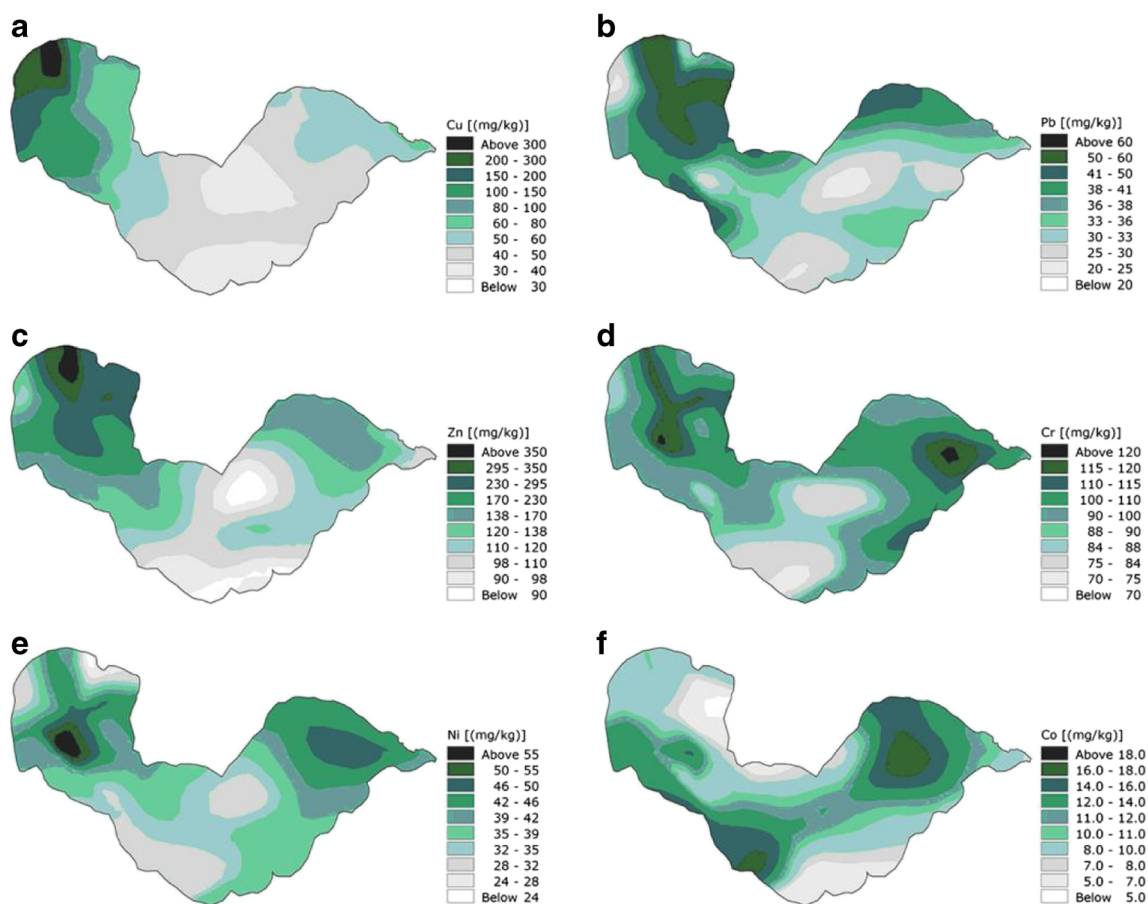 a
Cu [(mg/kg)]
Above 300
200 - 300
150 - 200
100 - 150
80 - 100
60 - 80
50 - 60
40 - 50
30 - 40
Below 30
b
Pb [(mg/kg)]
Above 60
50 - 60
41 - 50
38 - 41
36 - 38
33 - 36
30 - 33
25 - 30
20 - 25
Below 20
c
Zn [(mg/kg)]
Above 350
295 - 350
230 - 295
170 - 230
138 - 170
120 - 138
110 - 120
98 - 110
90 - 98
Below 90
d
Cr [(mg/kg)]
Above 120
115 - 120
110 - 115
100 - 110
90 - 100
88 - 90
84 - 88
75 - 84
70 - 75
Below 70
e
Ni [(mg/kg)]
Above 55
50 - 55
46 - 50
42 - 46
39 - 42
35 - 39
32 - 35
28 - 32
24 - 28
Below 24
f
Co [(mg/kg)]
Above 18.0
16.0 - 18.0
14.0 - 16.0
12.0 - 14.0
11.0 - 12.0
10.0 - 11.0
8.0 - 10.0
7.0 - 8.0
5.0 - 7.0
Below 5.0